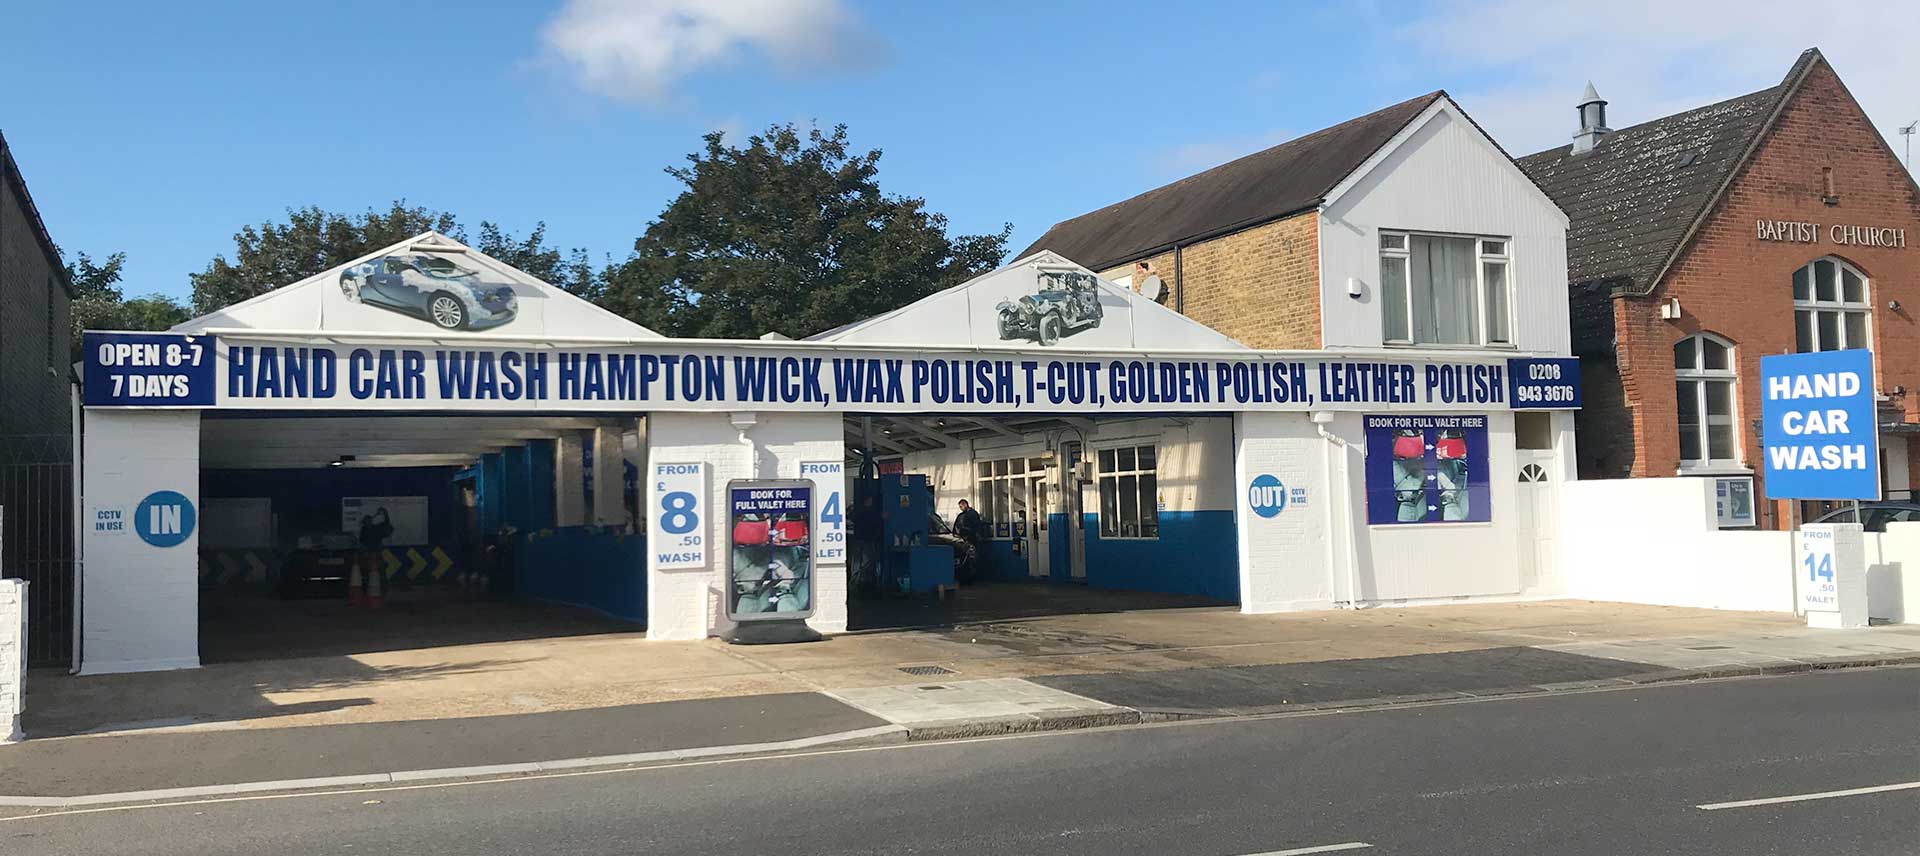 OPEN 8-7
7 DAYS
HAND CAR WASH HAMPTON WICK, WAX POLISH, T-CUT, GOLDEN POLISH, LEATHER POLISH
0208
943 3676
BAPTIST CHURCH
CCTV
IN USE
IN
FROM
£
8
.50
WASH
BOOK FOR
FULL VALET HERE
FROM
4
.50
ALET
OUT
CCTV
IN USE
BOOK FOR FULL VALET HERE
HAND
CAR
WASH
FROM
£
14
.50
VALET